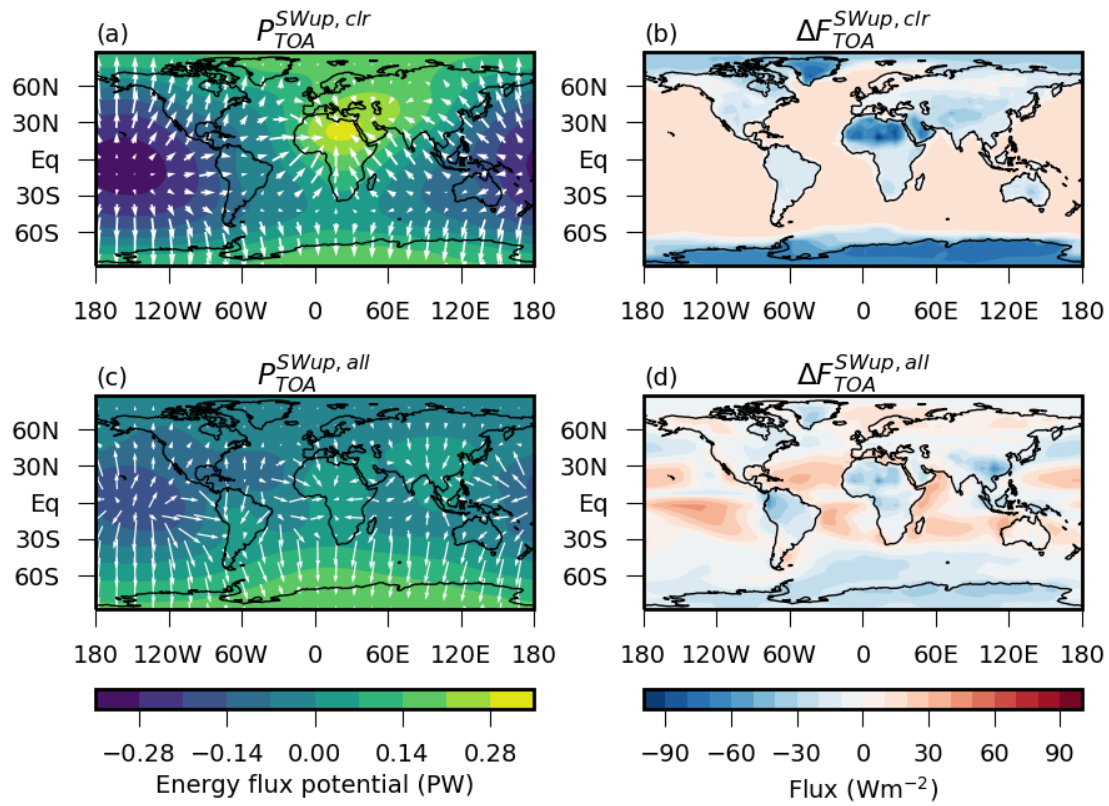 (a) P_{TOA}^{SWup, clr}
(b) ΔF_{TOA}^{SWup, clr}
60N
30N
Eq
30S
60S
180 120W 60W 0 60E 120E 180
60N
30N
Eq
30S
60S
180 120W 60W 0 60E 120E 180
(c) P_{TOA}^{SWup, all}
(d) ΔF_{TOA}^{SWup, all}
60N
30N
Eq
30S
60S
180 120W 60W 0 60E 120E 180
60N
30N
Eq
30S
60S
180 120W 60W 0 60E 120E 180
−0.28 −0.14 0.00 0.14 0.28
Energy flux potential (PW)
−90 −60 −30 0 30 60 90
Flux (Wm⁻²)